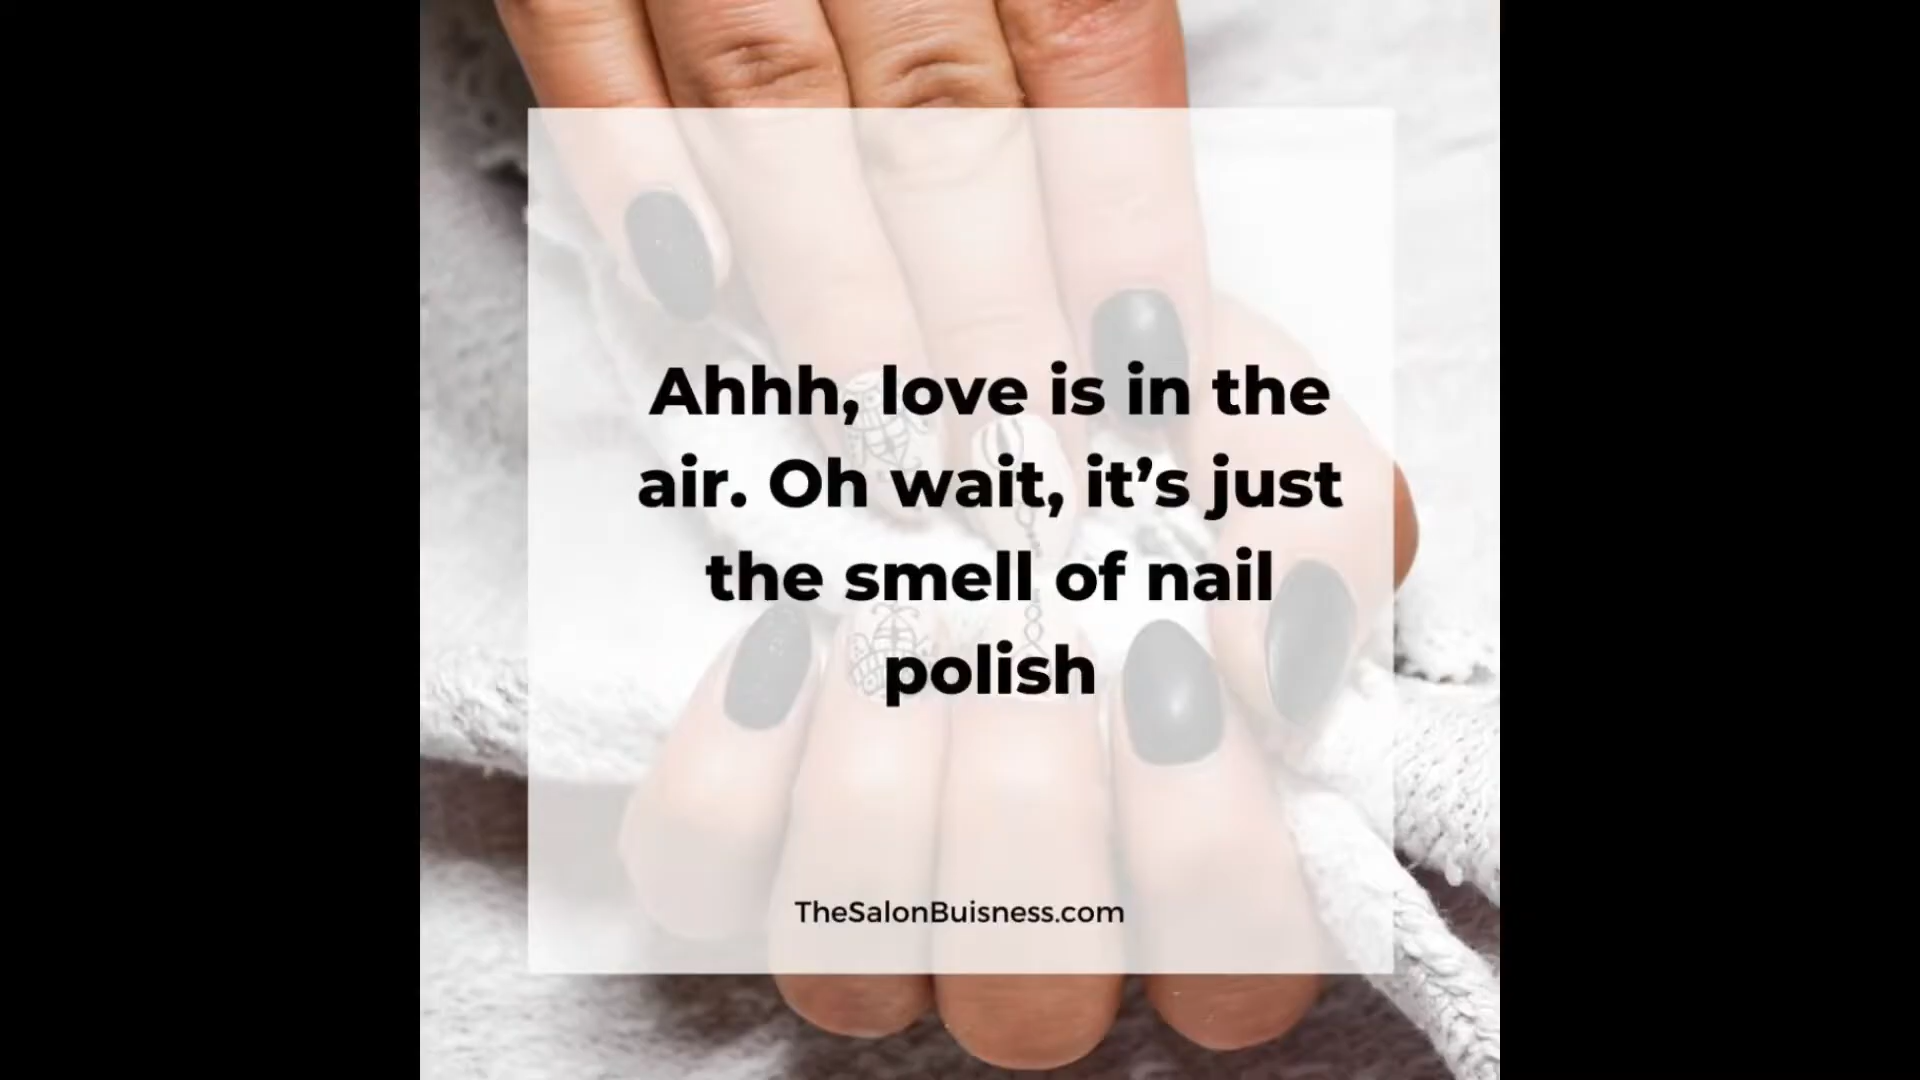 Ahhh, love is in the
air. Oh wait, it’s just
the smell of nail
polish
TheSalonBuisness.com